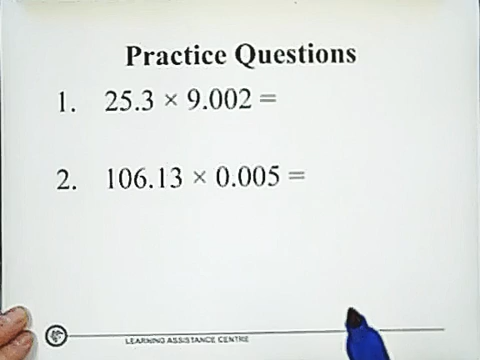 Practice Questions
1. 25.3 × 9.002 =
2. 106.13 × 0.005 =
LEARNING ASSISTANCE CENTRE